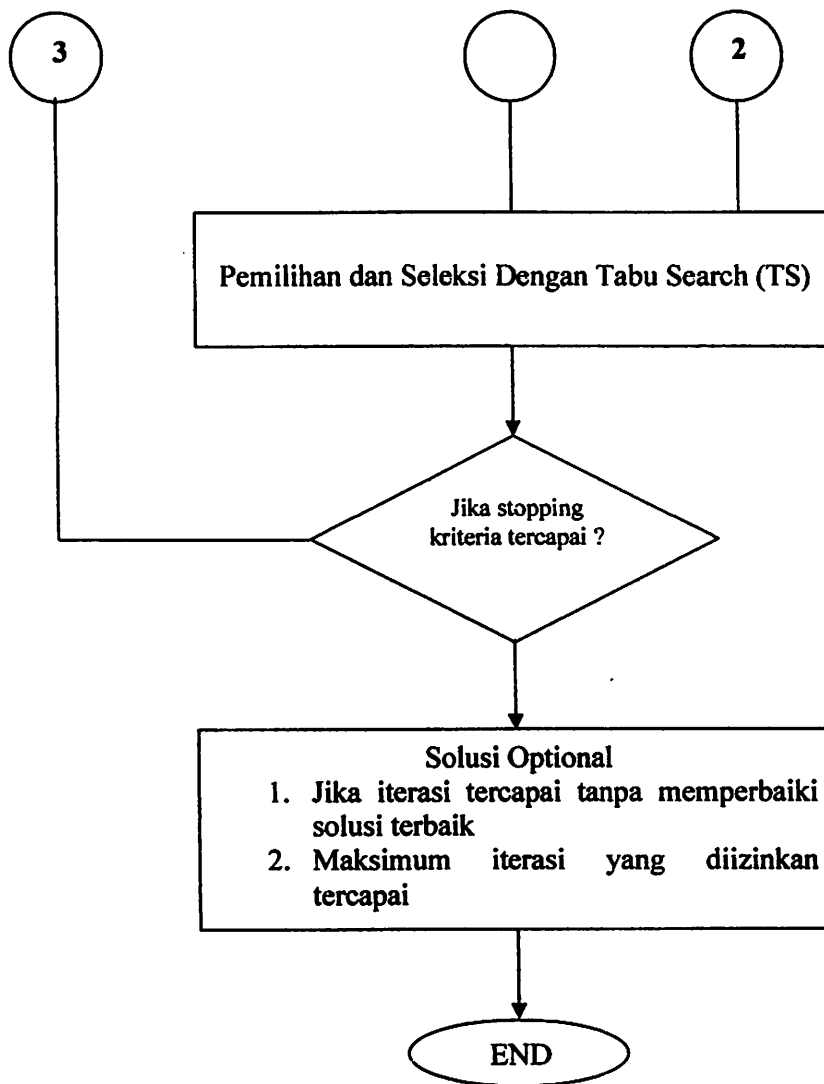 3
2
Pemilihan dan Seleksi Dengan Tabu Search (TS)
Jika stopping
kriteria tercapai ?
Solusi Optional
1. Jika iterasi tercapai tanpa memperbaiki
solusi terbaik
2. Maksimum iterasi yang diizinkan
tercapai
END